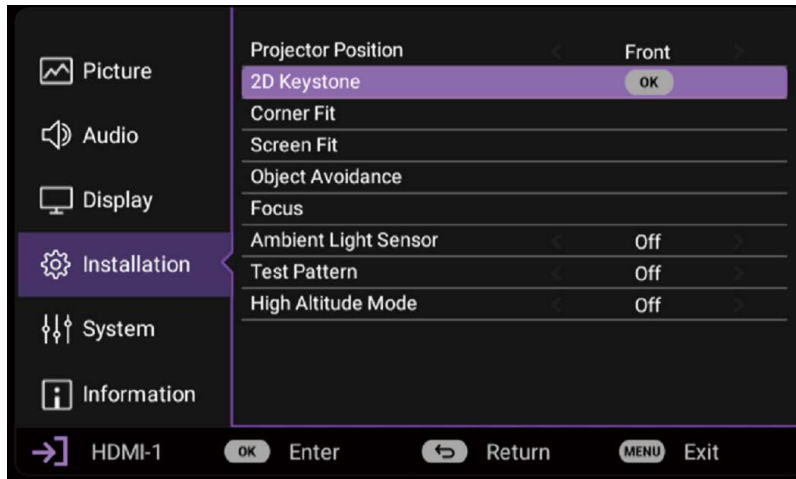 Picture
Audio
Display
Installation
System
Information
Projector Position Front
2D Keystone OK
Corner Fit
Screen Fit
Object Avoidance
Focus
Ambient Light Sensor Off
Test Pattern Off
High Altitude Mode Off
HDMI-1 OK Enter Return MENU Exit